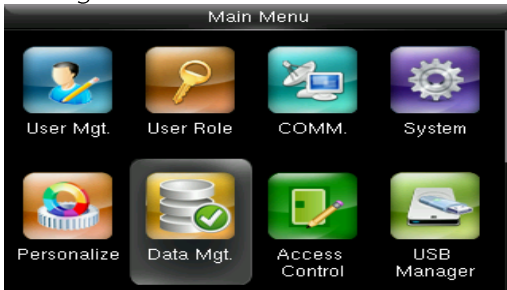 Main Menu
User Mgt.
User Role
COMM.
System
Personalize
Data Mgt.
Access
Control
USB
Manager